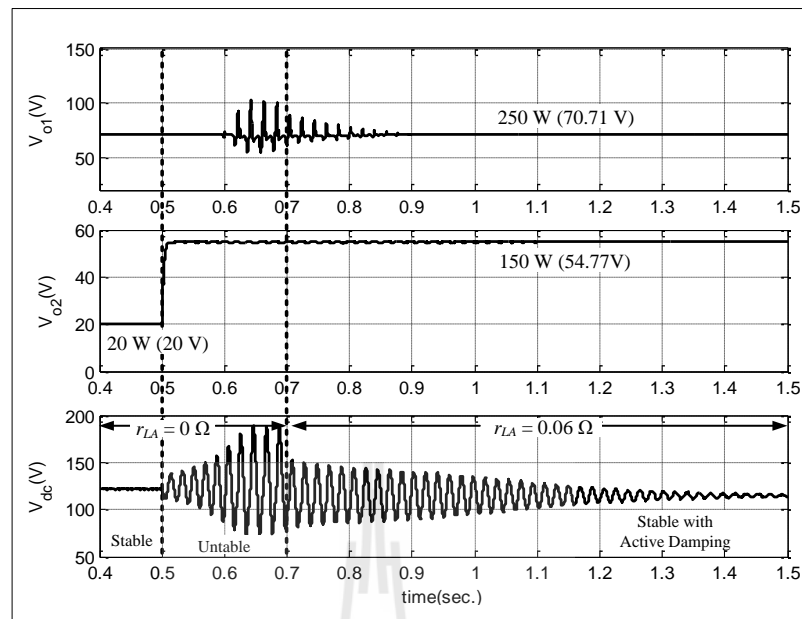 150
100
50
V_o1(V)
250 W (70.71 V)
0.4 0.5 0.6 0.7 0.8 0.9 1 1.1 1.2 1.3 1.4 1.5
60
40
20
0
V_o2(V)
150 W (54.77V)
20 W (20 V)
0.4 0.5 0.6 0.7 0.8 0.9 1 1.1 1.2 1.3 1.4 1.5
200
150
100
50
V_dc(V)
r_LA = 0 Ω
r_LA = 0.06 Ω
Stable
Untable
Stable with
Active Damping
0.4 0.5 0.6 0.7 0.8 0.9 1 1.1 1.2 1.3 1.4 1.5
time(sec.)